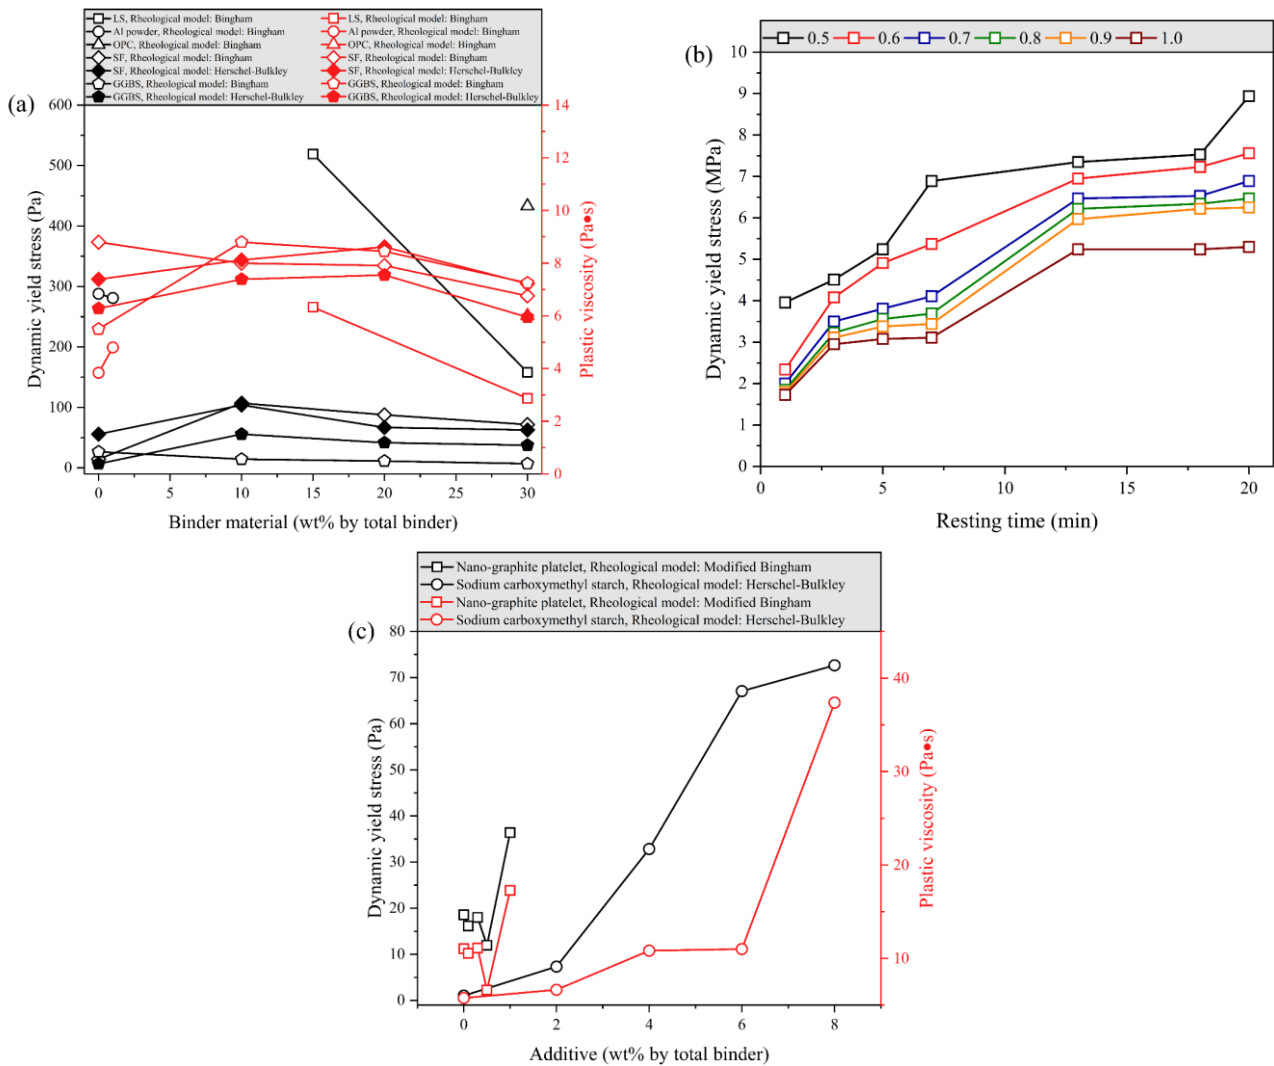 LS, Rheological model: Bingham
Al powder, Rheological model: Bingham
OPC, Rheological model: Bingham
SF, Rheological model: Bingham
SF, Rheological model: Herschel-Bulkley
GGBS, Rheological model: Bingham
GGBS, Rheological model: Herschel-Bulkley
LS, Rheological model: Bingham
Al powder, Rheological model: Bingham
OPC, Rheological model: Bingham
SF, Rheological model: Bingham
SF, Rheological model: Herschel-Bulkley
GGBS, Rheological model: Bingham
GGBS, Rheological model: Herschel-Bulkley
(a)
600
500
400
300
200
100
0
Dynamic yield stress (Pa)
14
12
10
8
6
4
2
0
Plastic viscosity (Pa•s)
0 5 10 15 20 25 30
Binder material (wt% by total binder)
(b)
0.5 0.6 0.7 0.8 0.9 1.0
10
9
8
7
6
5
4
3
2
1
0
Dynamic yield stress (MPa)
0 5 10 15 20
Resting time (min)
Nano-graphite platelet, Rheological model: Modified Bingham
Sodium carboxymethyl starch, Rheological model: Herschel-Bulkley
Nano-graphite platelet, Rheological model: Modified Bingham
Sodium carboxymethyl starch, Rheological model: Herschel-Bulkley
(c)
80
70
60
50
40
30
20
10
0
Dynamic yield stress (Pa)
40
30
20
10
Plastic viscosity (Pa•s)
0 2 4 6 8
Additive (wt% by total binder)